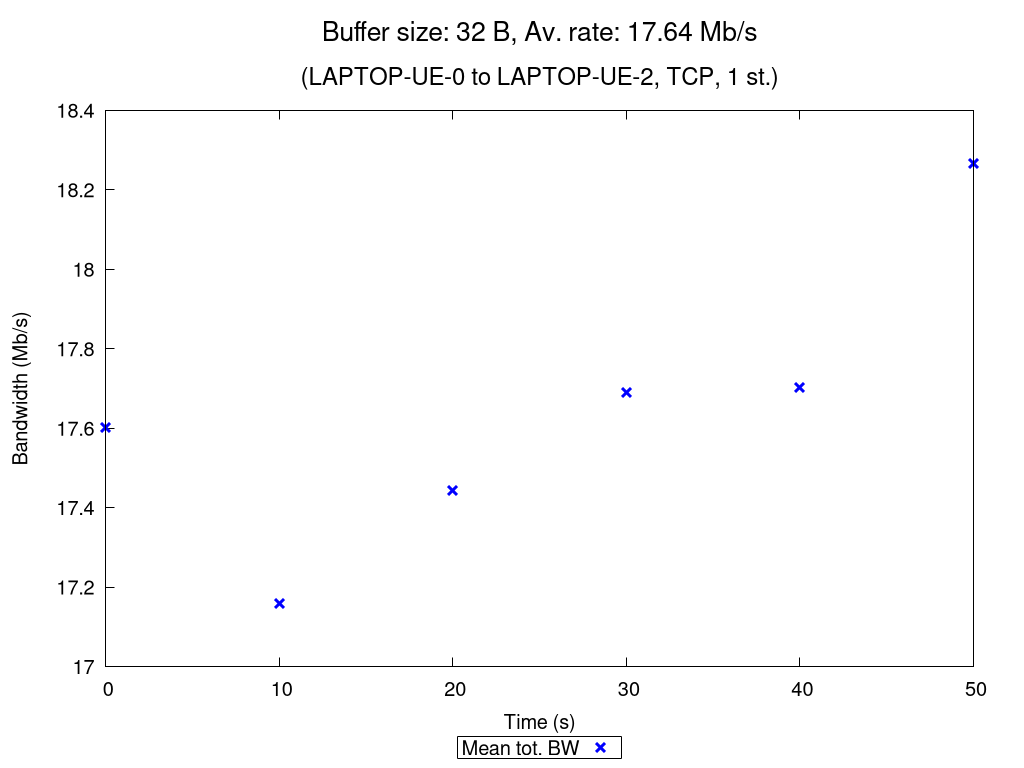 Buffer size: 32 B, Av. rate: 17.64 Mb/s
(LAPTOP-UE-0 to LAPTOP-UE-2, TCP, 1 st.)
18.4
18.2
18
17.8
17.6
17.4
17.2
17
Bandwidth (Mb/s)
0 10 20 30 40 50
Time (s)
Mean tot. BW